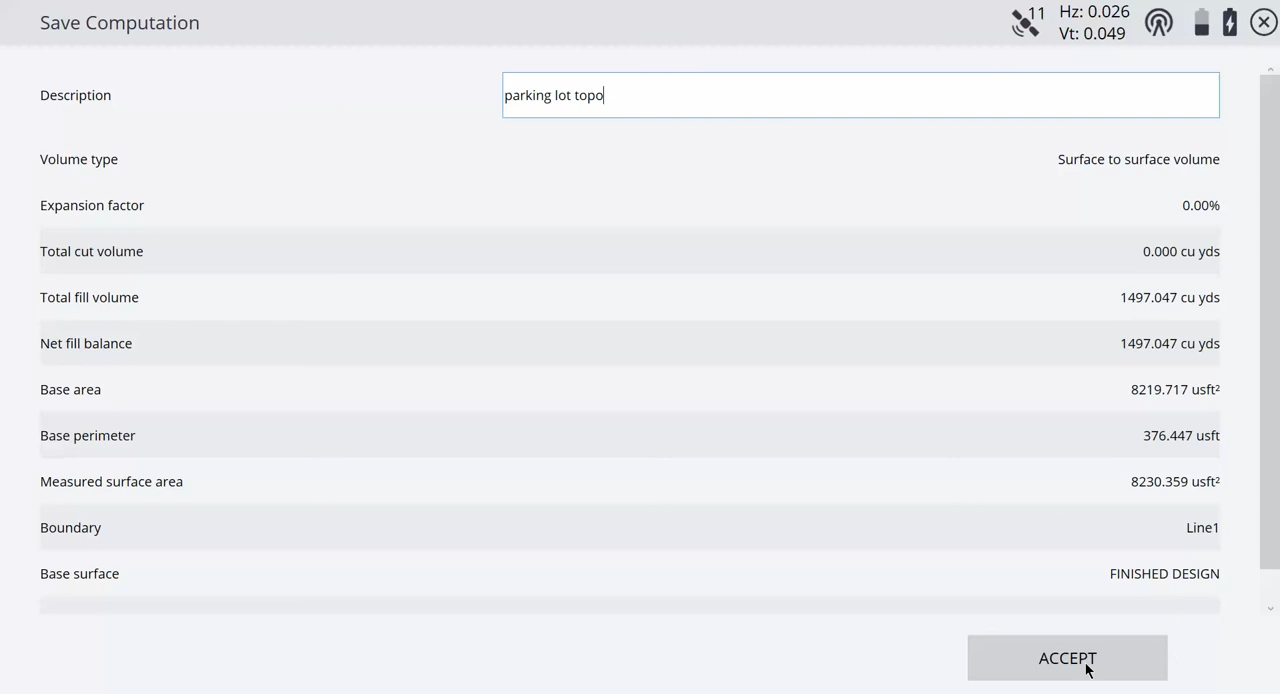 Save Computation
11
Hz: 0.026
Vt: 0.049
Description parking lot topo
Volume type Surface to surface volume
Expansion factor 0.00%
Total cut volume 0.000 cu yds
Total fill volume 1497.047 cu yds
Net fill balance 1497.047 cu yds
Base area 8219.717 usft²
Base perimeter 376.447 usft
Measured surface area 8230.359 usft²
Boundary Line1
Base surface FINISHED DESIGN
ACCEPT